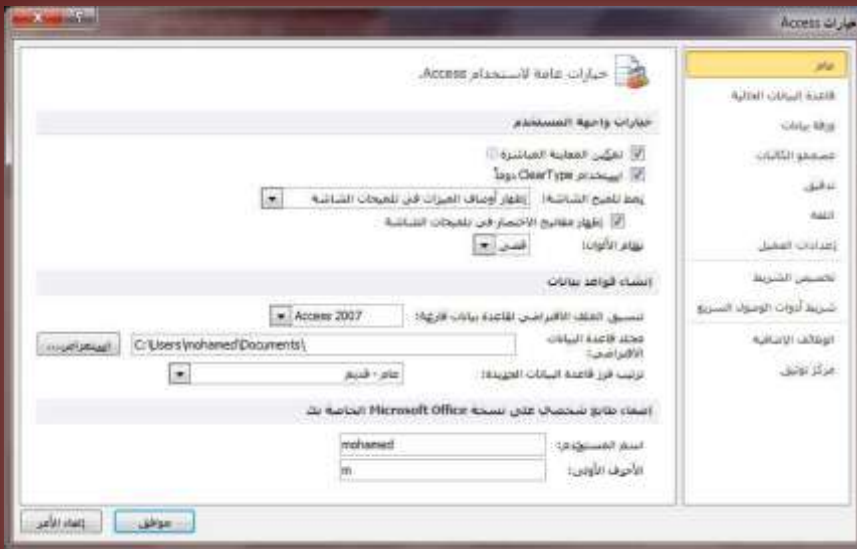 خيارات Access
عام
قاعدة البيانات الحالية
ورقة بيانات
مصممو الكائنات
تدقيق
اللغة
إعدادات العميل
تخصيص الشريط
شريط أدوات الوصول السريع
الوظائف الإضافية
مركز توثيق
خيارات عامة لاستخدام Access.
خيارات واجهة المستخدم
تمكين المعاينة المباشرة
استخدام ClearType دوماً
نمط تلميح الشاشة: إظهار أوصاف الميزات في تلميحات الشاشة
إظهار مفاتيح الاختصار في تلميحات الشاشة
نظام الألوان: فضي
إنشاء قواعد بيانات
تنسيق الملف الافتراضي لقاعدة بيانات فارغة: Access 2007
مجلد قاعدة البيانات الافتراضي: C:\Users\mohamed\Documents\ استعراض...
ترتيب فرز قاعدة البيانات الجديدة: عام - قديم
إضفاء طابع شخصي على نسخة Microsoft Office الخاصة بك
اسم المستخدم: mohamed
الأحرف الأولى: m
موافق إلغاء الأمر